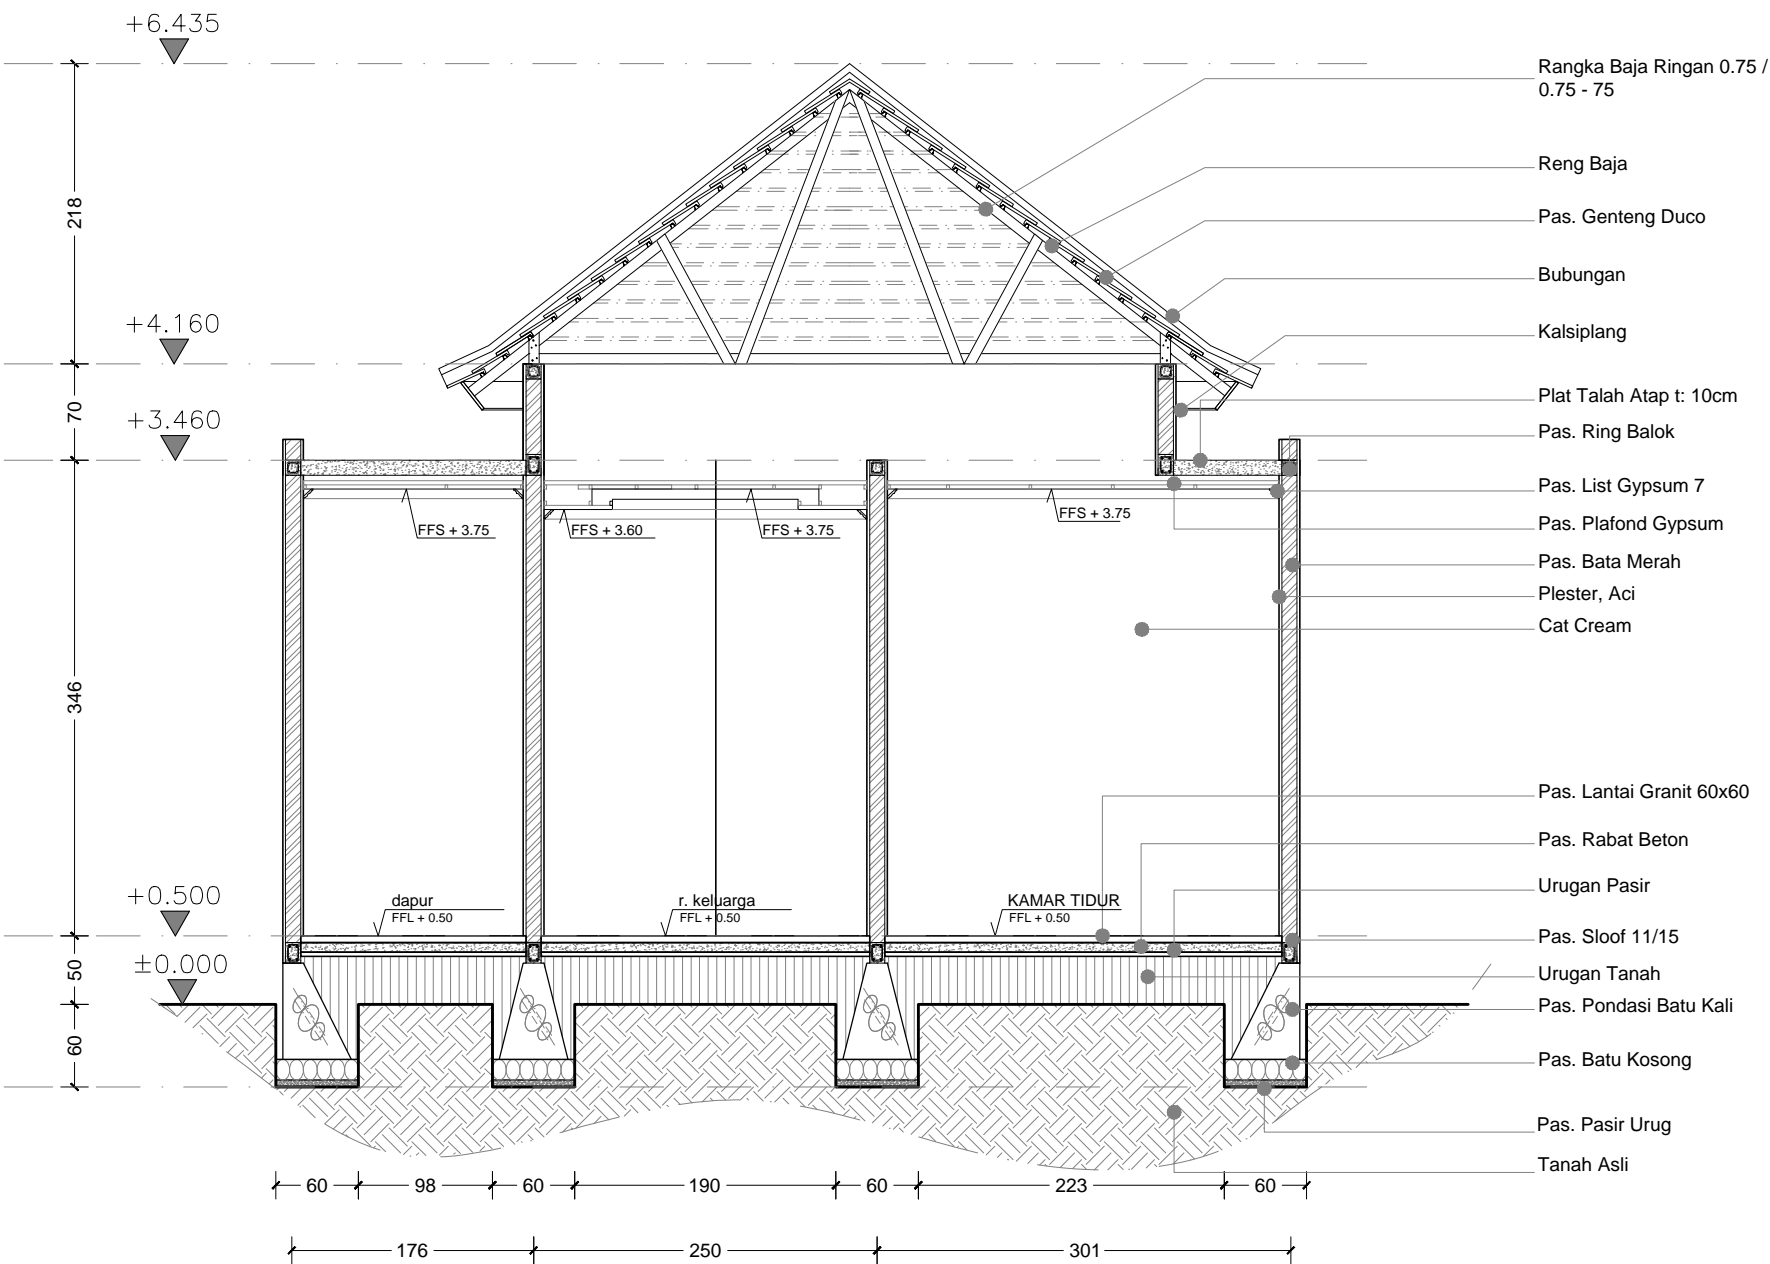 +6.435
Rangka Baja Ringan 0.75 /
0.75 - 75
Reng Baja
218
Pas. Genteng Duco
Bubungan
+4.160
Kalsiplang
70
Plat Talah Atap t: 10cm
+3.460
Pas. Ring Balok
Pas. List Gypsum 7
FFS + 3.75
FFS + 3.60
FFS + 3.75
FFS + 3.75
Pas. Plafond Gypsum
Pas. Bata Merah
Plester, Aci
Cat Cream
346
Pas. Lantai Granit 60x60
Pas. Rabat Beton
+0.500
dapur
FFL + 0.50
r. keluarga
FFL + 0.50
KAMAR TIDUR
FFL + 0.50
Urugan Pasir
Pas. Sloof 11/15
50
±0.000
Urugan Tanah
Pas. Pondasi Batu Kali
60
Pas. Batu Kosong
Pas. Pasir Urug
Tanah Asli
60
98
60
190
60
223
60
176
250
301